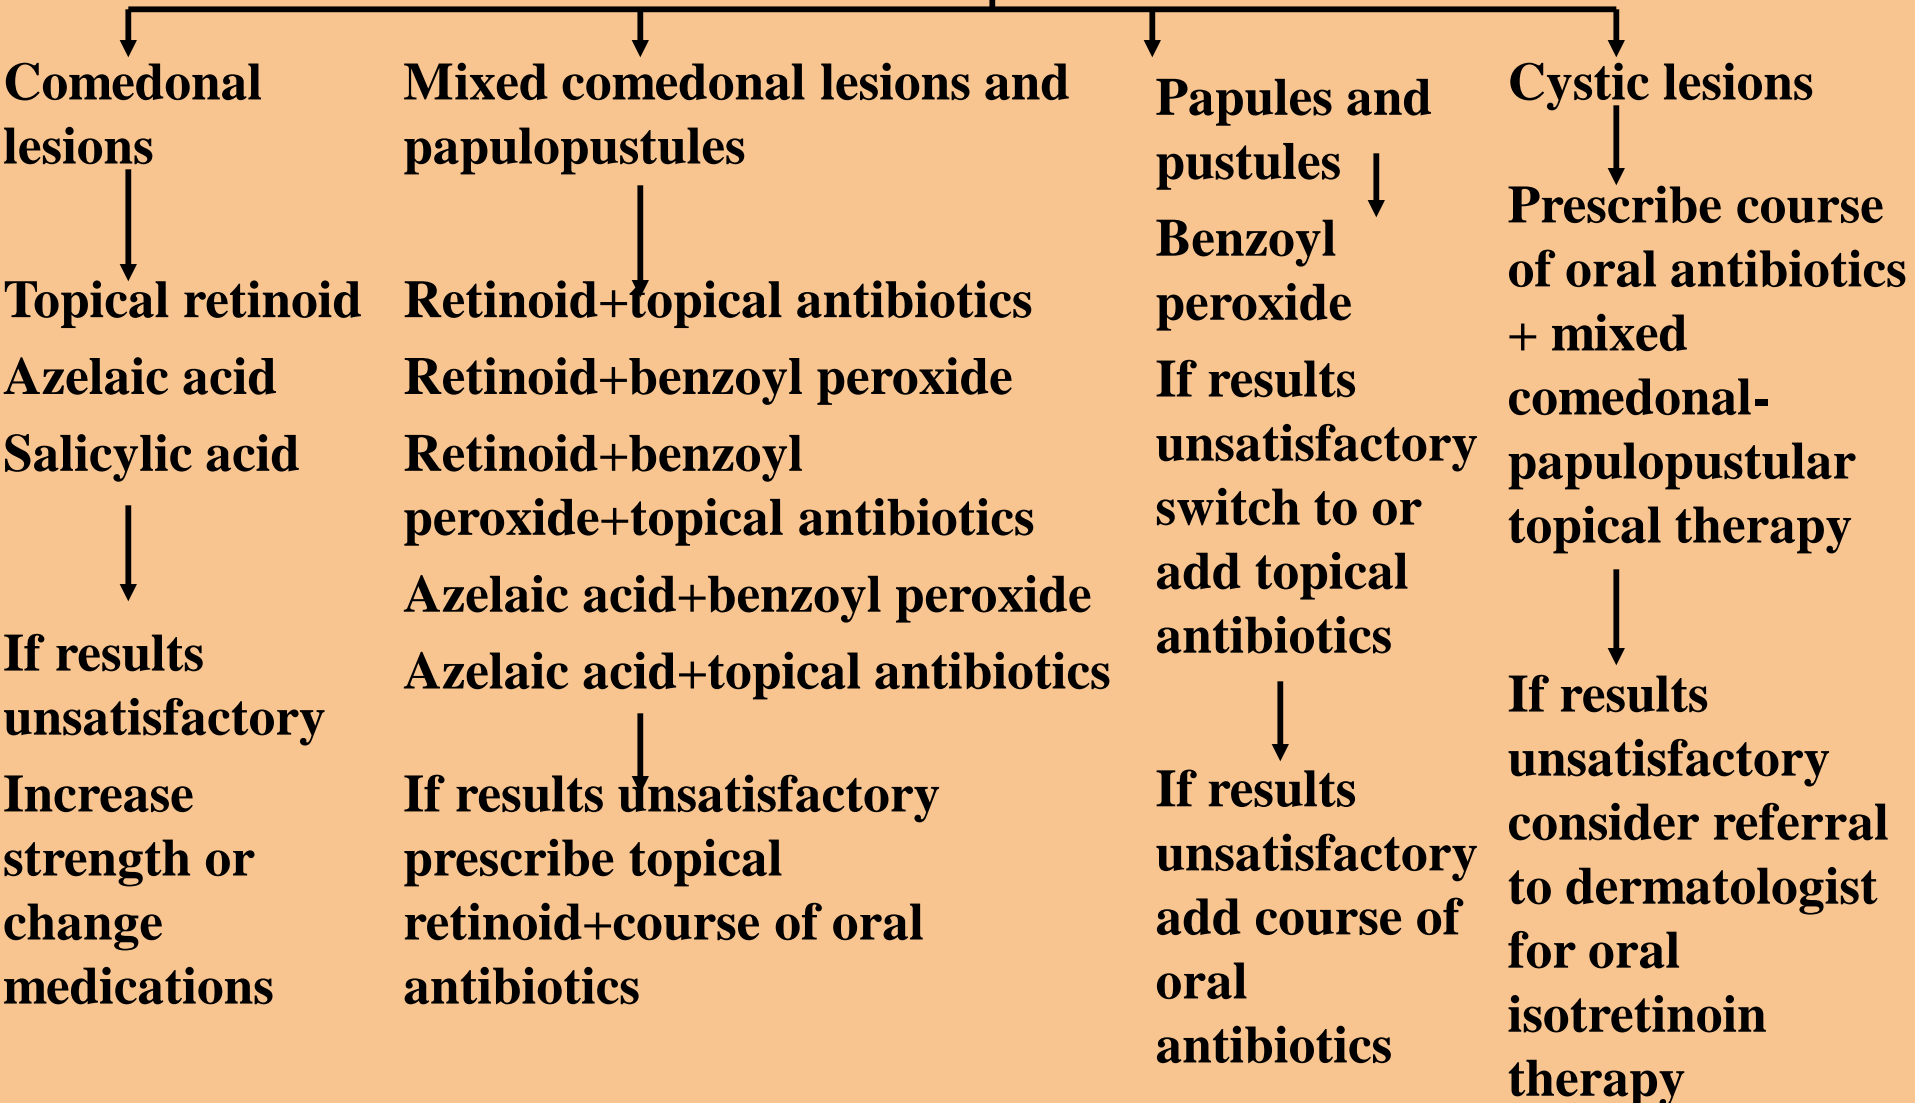 Comedonal
lesions
Topical retinoid
Azelaic acid
Salicylic acid
If results
unsatisfactory
Increase
strength or
change
medications
Mixed comedonal lesions and
papulopustules
Retinoid+topical antibiotics
Retinoid+benzoyl peroxide
Retinoid+benzoyl
peroxide+topical antibiotics
Azelaic acid+benzoyl peroxide
Azelaic acid+topical antibiotics
If results unsatisfactory
prescribe topical
retinoid+course of oral
antibiotics
Papules and
pustules
Benzoyl
peroxide
If results
unsatisfactory
switch to or
add topical
antibiotics
If results
unsatisfactory
add course of
oral
antibiotics
Cystic lesions
Prescribe course
of oral antibiotics
+ mixed
comedonal-
papulopustular
topical therapy
If results
unsatisfactory
consider referral
to dermatologist
for oral
isotretinoin
therapy